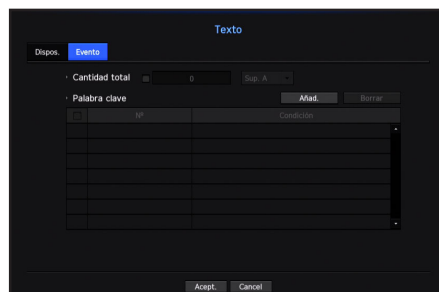 Texto
Dispos. Evento
Cantidad total 0 Sup. A
Palabra clave Añad. Borrar
Nº Condición
Acept. Cancel